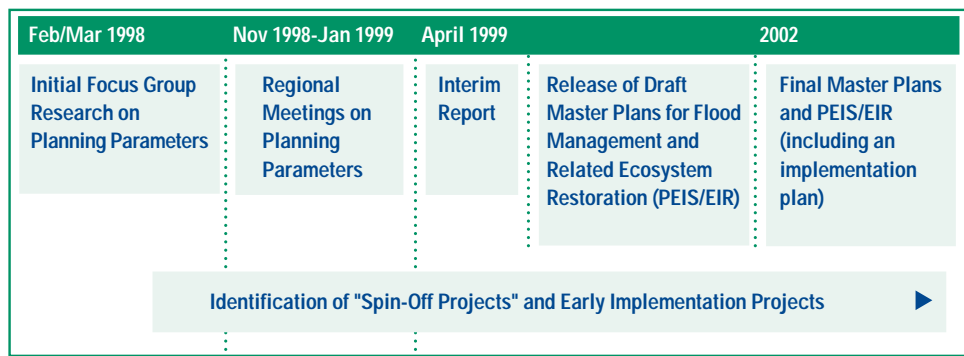 Feb/Mar 1998
Nov 1998-Jan 1999
April 1999
2002
Initial Focus Group
Research on
Planning Parameters
Regional
Meetings on
Planning
Parameters
Interim
Report
Release of Draft
Master Plans for Flood
Management and
Related Ecosystem
Restoration (PEIS/EIR)
Final Master Plans
and PEIS/EIR
(including an
implementation
plan)
Identification of "Spin-Off Projects" and Early Implementation Projects